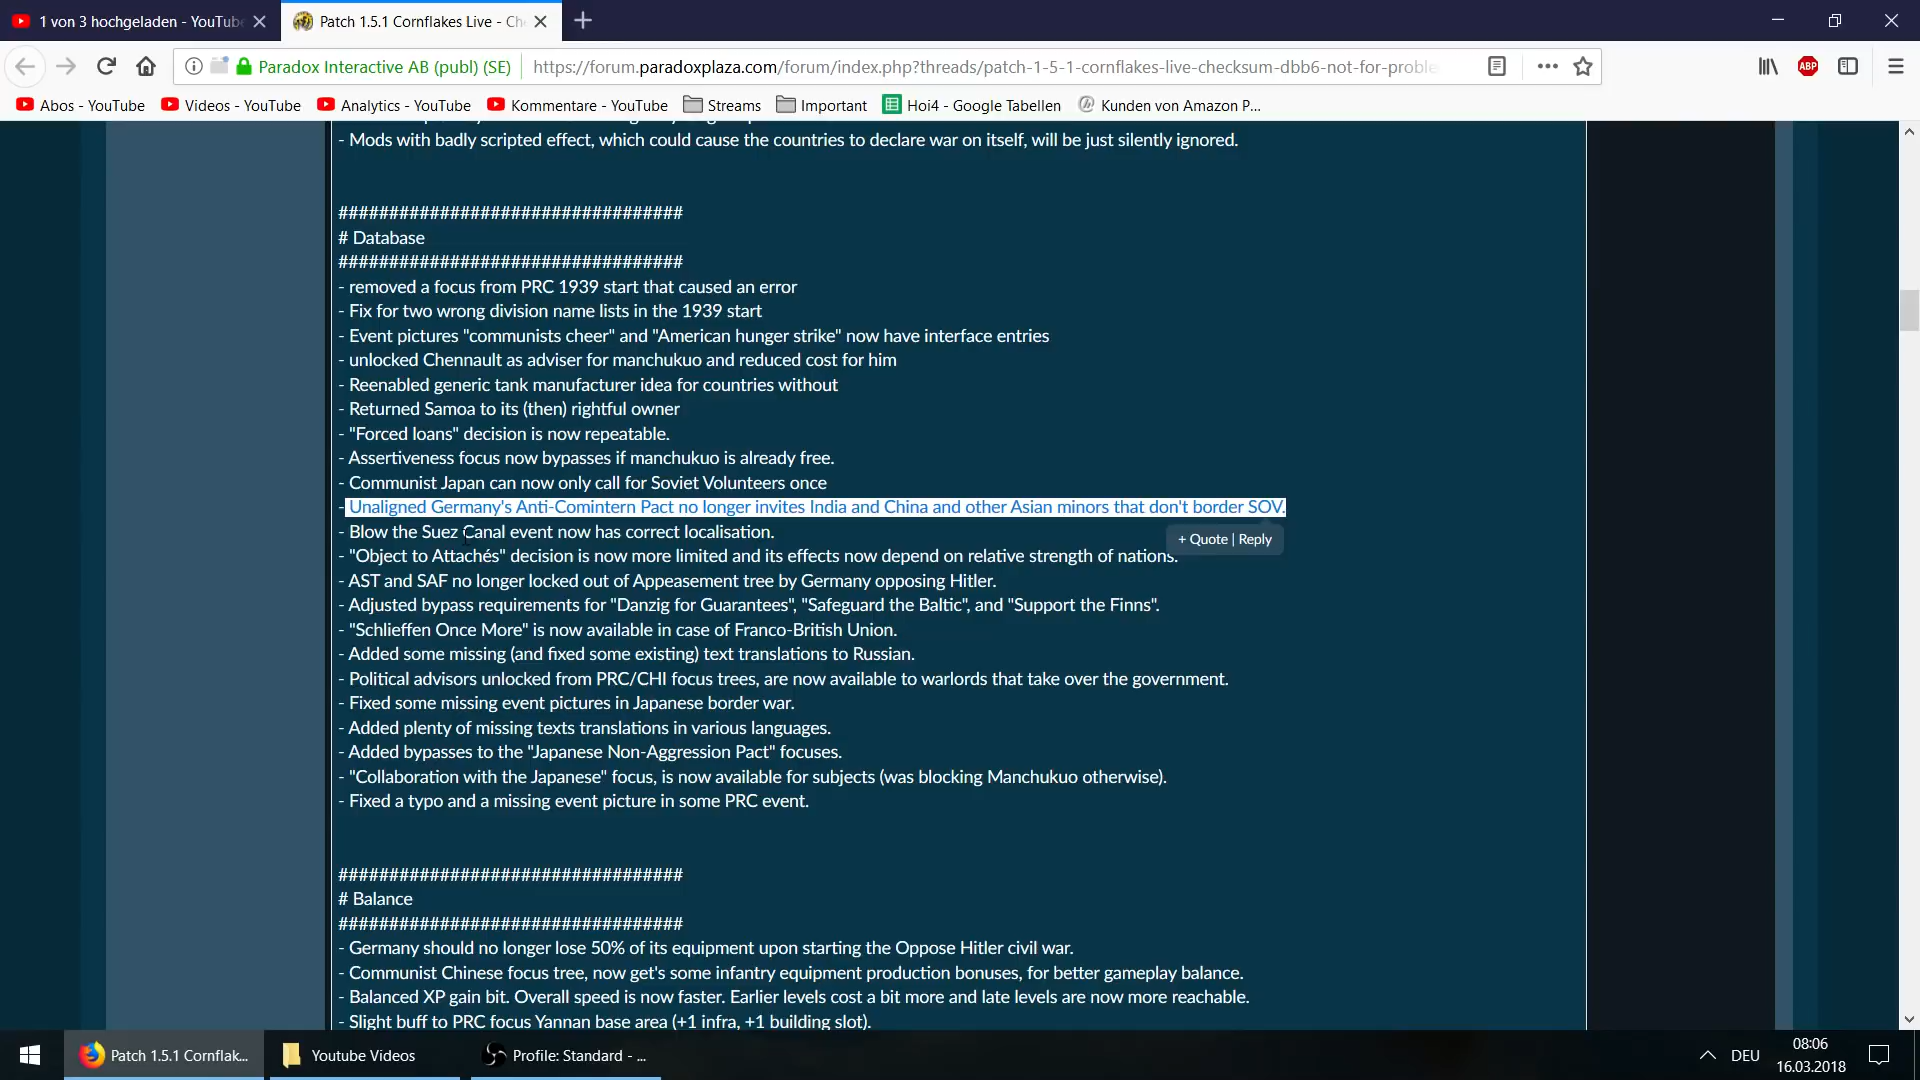 1 von 3 hochgeladen - YouTub
Patch 1.5.1 Cornflakes Live - Ch
Paradox Interactive AB (publ) (SE)
https://forum.paradoxplaza.com/forum/index.php?threads/patch-1-5-1-cornflakes-live-checksum-dbb6-not-for-proble
ABP
Abos - YouTube
Videos - YouTube
Analytics - YouTube
Kommentare - YouTube
Streams
Important
Hoi4 - Google Tabellen
Kunden von Amazon P...
- Mods with badly scripted effect, which could cause the countries to declare war on itself, will be just silently ignored.
##################################
# Database
##################################
- removed a focus from PRC 1939 start that caused an error
- Fix for two wrong division name lists in the 1939 start
- Event pictures "communists cheer" and "American hunger strike" now have interface entries
- unlocked Chennault as adviser for manchukuo and reduced cost for him
- Reenabled generic tank manufacturer idea for countries without
- Returned Samoa to its (then) rightful owner
- "Forced loans" decision is now repeatable.
- Assertiveness focus now bypasses if manchukuo is already free.
- Communist Japan can now only call for Soviet Volunteers once
- Unaligned Germany's Anti-Comintern Pact no longer invites India and China and other Asian minors that don't border SOV.
- Blow the Suez Canal event now has correct localisation.
+ Quote | Reply
- "Object to Attachés" decision is now more limited and its effects now depend on relative strength of nations.
- AST and SAF no longer locked out of Appeasement tree by Germany opposing Hitler.
- Adjusted bypass requirements for "Danzig for Guarantees", "Safeguard the Baltic", and "Support the Finns".
- "Schlieffen Once More" is now available in case of Franco-British Union.
- Added some missing (and fixed some existing) text translations to Russian.
- Political advisors unlocked from PRC/CHI focus trees, are now available to warlords that take over the government.
- Fixed some missing event pictures in Japanese border war.
- Added plenty of missing texts translations in various languages.
- Added bypasses to the "Japanese Non-Aggression Pact" focuses.
- "Collaboration with the Japanese" focus, is now available for subjects (was blocking Manchukuo otherwise).
- Fixed a typo and a missing event picture in some PRC event.
##################################
# Balance
##################################
- Germany should no longer lose 50% of its equipment upon starting the Oppose Hitler civil war.
- Communist Chinese focus tree, now get's some infantry equipment production bonuses, for better gameplay balance.
- Balanced XP gain bit. Overall speed is now faster. Earlier levels cost a bit more and late levels are now more reachable.
- Slight buff to PRC focus Yannan base area (+1 infra, +1 building slot).
Patch 1.5.1 Cornflak...
Youtube Videos
Profile: Standard - ...
DEU
08:06
16.03.2018